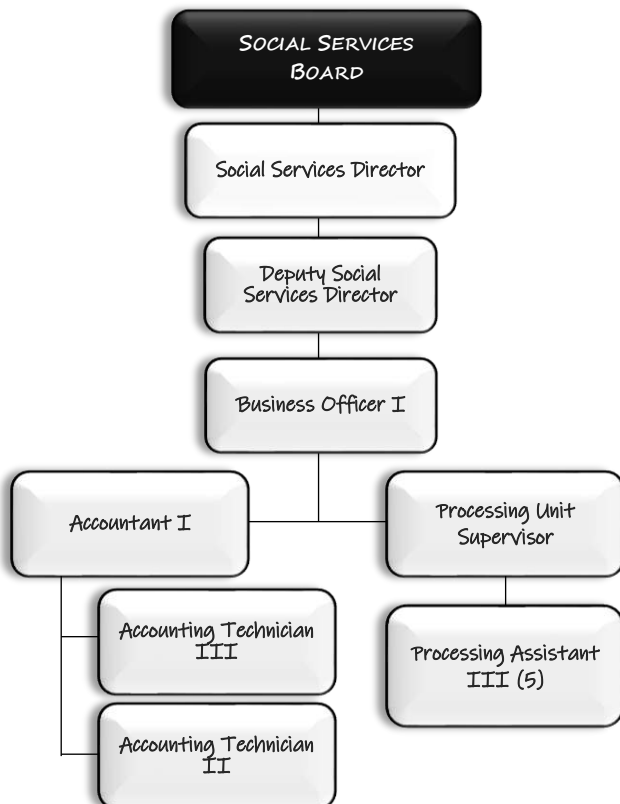 SOCIAL SERVICES
BOARD
Social Services Director
Deputy Social
Services Director
Business Officer I
Accountant I
Processing Unit
Supervisor
Accounting Technician
III
Processing Assistant
III (5)
Accounting Technician
II